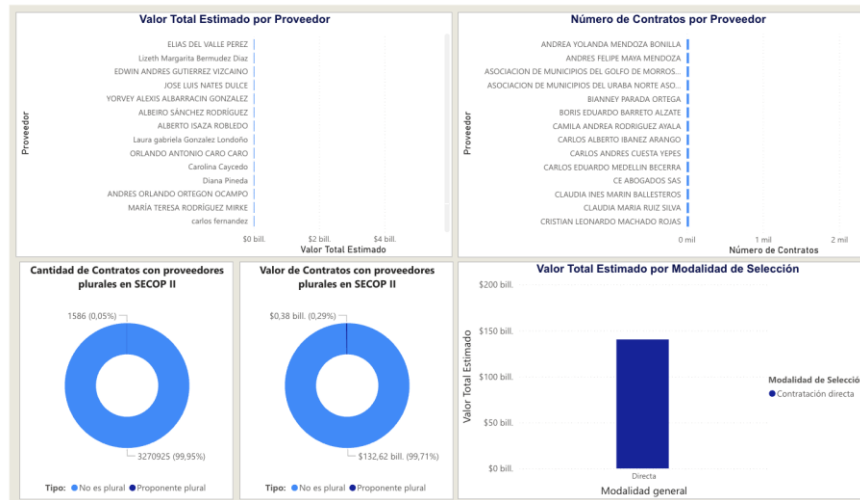 Valor Total Estimado por Proveedor
Proveedor
ELIAS DEL VALLE PEREZ
Lizeth Margarita Bermudez Diaz
EDWIN ANDRES GUTIERREZ VIZCAINO
JOSE LUIS NATES DULCE
YORVEY ALEXIS ALBARRACIN GONZALEZ
ALBEIRO SÁNCHEZ RODRÍGUEZ
ALBERTO ISAZA ROBLEDO
Laura gabriela Gonzalez Londoño
ORLANDO ANTONIO CARO CARO
Carolina Caycedo
Diana Pineda
ANDRES ORLANDO ORTEGON OCAMPO
MARÍA TERESA RODRÍGUEZ MIRKE
carlos fernandez
$0 bill. $2 bill. $4 bill.
Valor Total Estimado
Número de Contratos por Proveedor
Proveedor
ANDREA YOLANDA MENDOZA BONILLA
ANDRES FELIPE MAYA MENDOZA
ASOCIACION DE MUNICIPIOS DEL GOLFO DE MORROS...
ASOCIACION DE MUNICIPIOS DEL URABA NORTE ASO...
BIANNEY PARADA ORTEGA
BORIS EDUARDO BARRETO ALZATE
CAMILA ANDREA RODRIGUEZ AYALA
CARLOS ALBERTO IBANEZ ARANGO
CARLOS ANDRES CUESTA YEPES
CARLOS EDUARDO MEDELLIN BECERRA
CE ABOGADOS SAS
CLAUDIA INES MARIN BALLESTEROS
CLAUDIA MARIA RUIZ SILVA
CRISTIAN LEONARDO MACHADO ROJAS
0 mil 1 mil 2 mil
Número de Contratos
Cantidad de Contratos con proveedores
plurales en SECOP II
1586 (0,05%)
3270925 (99,95%)
Tipo: No es plural Proponente plural
Valor de Contratos con proveedores
plurales en SECOP II
$0,38 bill. (0,29%)
$132,62 bill. (99,71%)
Tipo: No es plural Proponente plural
Valor Total Estimado por Modalidad de Selección
Valor Total Estimado
$200 bill.
$150 bill.
$100 bill.
$50 bill.
$0 bill.
Directa
Modalidad general
Modalidad de Selecció
Contratación directa